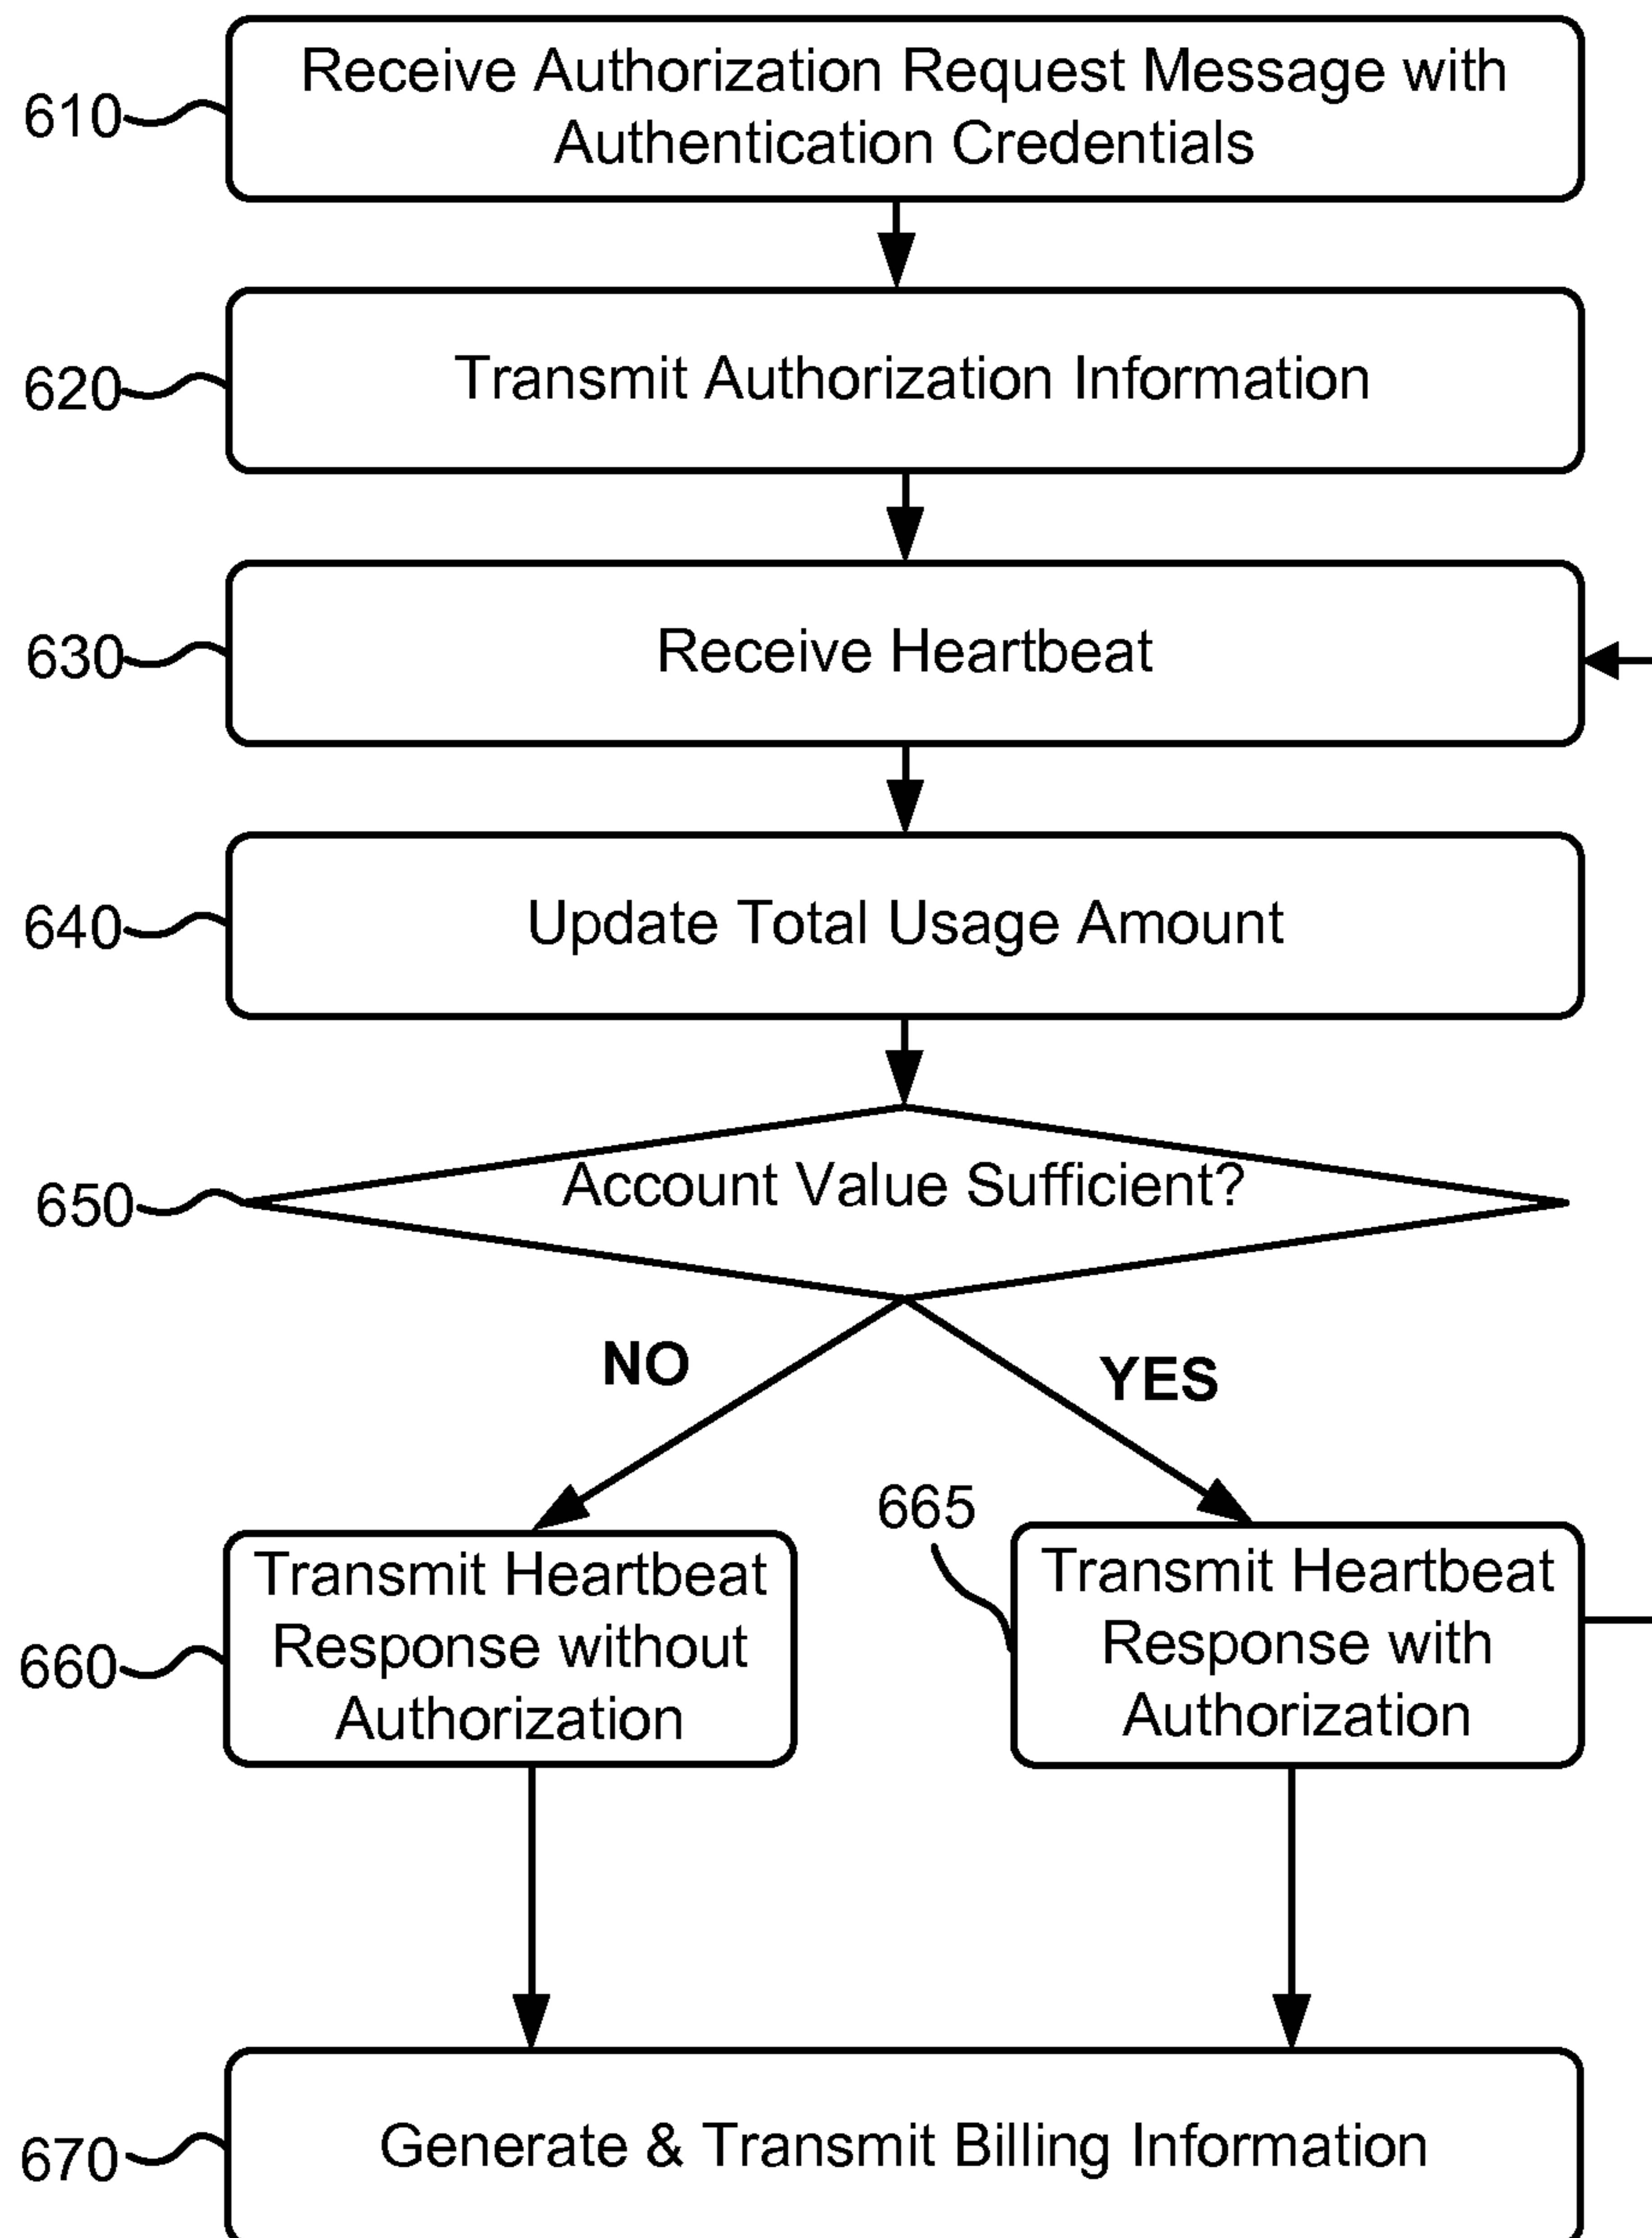 Receive Authorization Request Message with
Authentication Credentials
610
Transmit Authorization Information
620
Receive Heartbeat
630
Update Total Usage Amount
640
Account Value Sufficient?
650
NO
YES
665
Transmit Heartbeat
Response without
Authorization
660
Transmit Heartbeat
Response with
Authorization
Generate & Transmit Billing Information
670